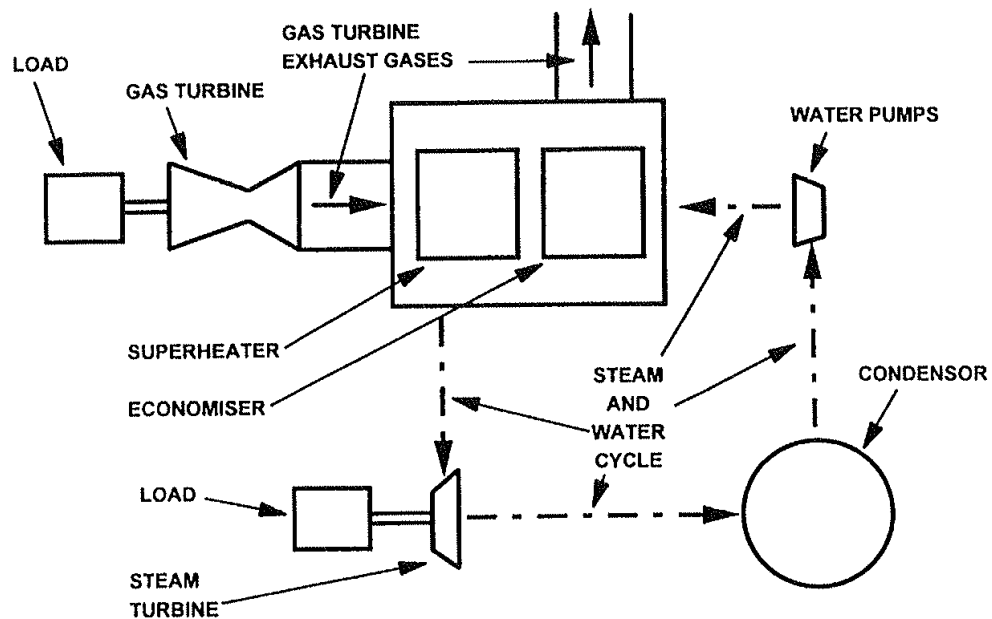 GAS TURBINE
EXHAUST GASES
LOAD
GAS TURBINE
WATER PUMPS
SUPERHEATER
ECONOMISER
STEAM
AND
WATER
CYCLE
CONDENSOR
LOAD
STEAM
TURBINE